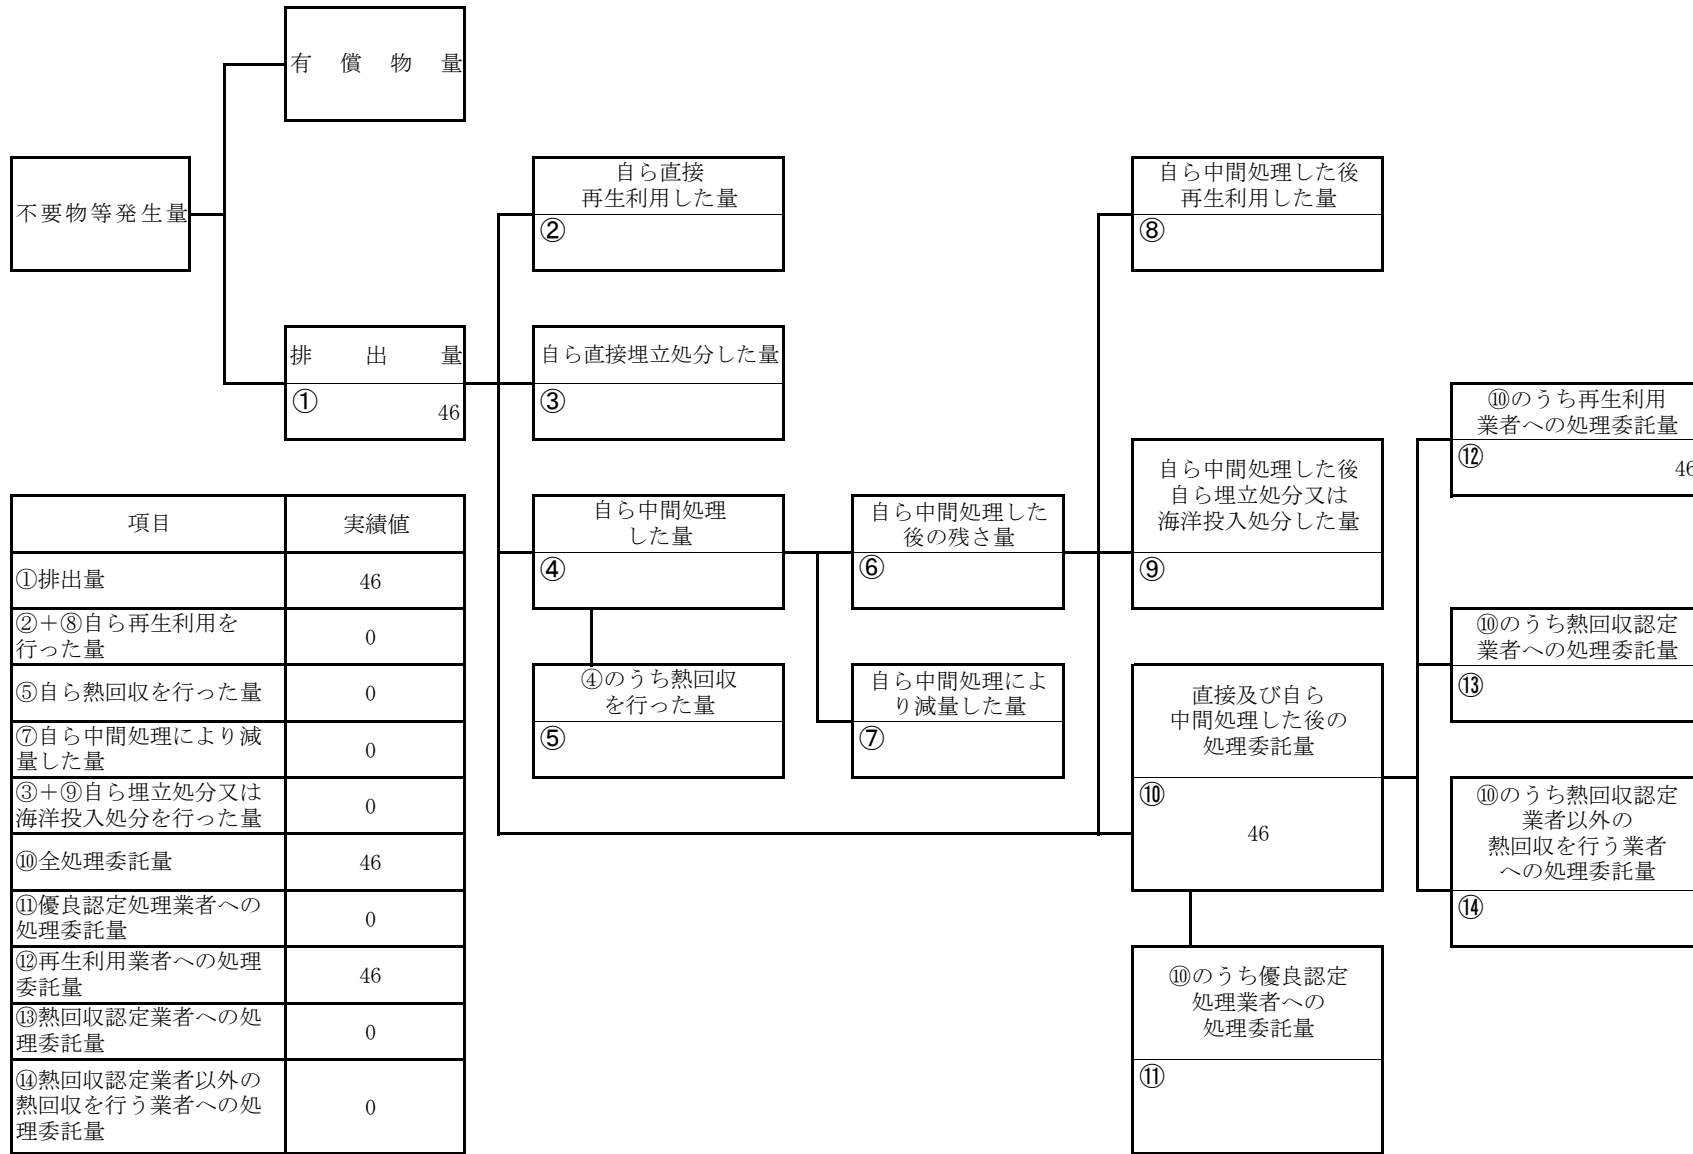 有償物量
不要物等発生量
排出量
①
46
自ら直接
再生利用した量
②
自ら直接埋立処分した量
③
自ら中間処理
した量
④
④のうち熱回収
を行った量
⑤
自ら中間処理した
後の残さ量
⑥
自ら中間処理によ
り減量した量
⑦
自ら中間処理した後
再生利用した量
⑧
自ら中間処理した後
自ら埋立処分又は
海洋投入処分した量
⑨
直接及び自ら
中間処理した後の
処理委託量
⑩
46
⑩のうち優良認定
処理業者への
処理委託量
⑪
⑩のうち再生利用
業者への処理委託量
⑫
46
⑩のうち熱回収認定
業者への処理委託量
⑬
⑩のうち熱回収認定
業者以外の
熱回収を行う業者
への処理委託量
⑭
項目 実績値
①排出量 46
②+⑧自ら再生利用を
行った量 0
⑤自ら熱回収を行った量 0
⑦自ら中間処理により減
量した量 0
③+⑨自ら埋立処分又は
海洋投入処分を行った量 0
⑩全処理委託量 46
⑪優良認定処理業者への
処理委託量 0
⑫再生利用業者への処理
委託量 46
⑬熱回収認定業者への処
理委託量 0
⑭熱回収認定業者以外の
熱回収を行う業者への処
理委託量 0